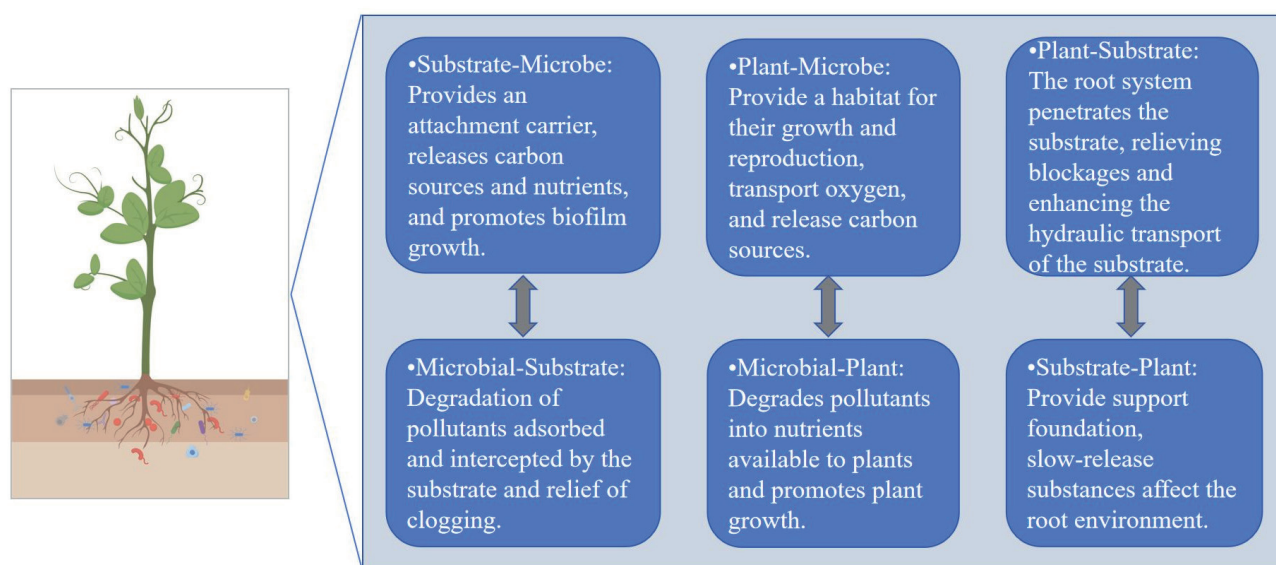 •Substrate-Microbe:
Provides an
attachment carrier,
releases carbon
sources and nutrients,
and promotes biofilm
growth.
•Plant-Microbe:
Provide a habitat for
their growth and
reproduction,
transport oxygen,
and release carbon
sources.
•Plant-Substrate:
The root system
penetrates the
substrate, relieving
blockages and
enhancing the
hydraulic transport
of the substrate.
•Microbial-Substrate:
Degradation of
pollutants adsorbed
and intercepted by the
substrate and relief of
clogging.
•Microbial-Plant:
Degrades pollutants
into nutrients
available to plants
and promotes plant
growth.
•Substrate-Plant:
Provide support
foundation,
slow-release
substances affect the
root environment.